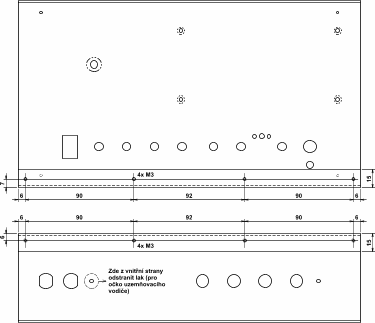 4x M3
7
15
6
90
92
90
6
6
90
92
90
6
6
15
4x M3
Zde z vnitřní strany
odstranit lak (pro
očko uzemňovacího
vodiče)